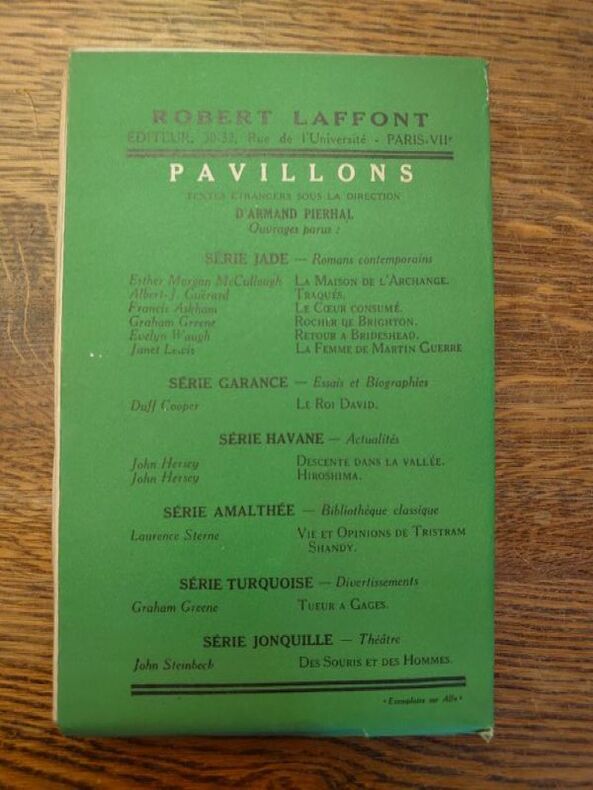 ROBERT LAFFONT
EDITEUR, 30-32, Rue de l'Université - PARIS-VIIe
PAVILLONS
TEXTES ÉTRANGERS SOUS LA DIRECTION
D'ARMAND PIERHAL
Ouvrages parus :
SÉRIE JADE — Romans contemporains
Esther Morgan McCullough LA MAISON DE L'ARCHANGE.
Albert-J. Guérard TRAQUÉS.
Francis Askham LE CŒUR CONSUMÉ.
Graham Greene ROCHER DE BRIGHTON.
Evelyn Waugh RETOUR A BRIDESHEAD.
Janet Lewis LA FEMME DE MARTIN GUERRE
SÉRIE GARANCE — Essais et Biographies
Duff Cooper LE ROI DAVID.
SÉRIE HAVANE — Actualités
John Hersey DESCENTE DANS LA VALLÉE.
John Hersey HIROSHIMA.
SÉRIE AMALTHÉE — Bibliothèque classique
Laurence Sterne VIE ET OPINIONS DE TRISTRAM
SHANDY.
SÉRIE TURQUOISE — Divertissements
Graham Greene TUEUR A GAGES.
SÉRIE JONQUILLE — Théâtre
John Steinbeck DES SOURIS ET DES HOMMES.
"Exemplaire sur Alfa"